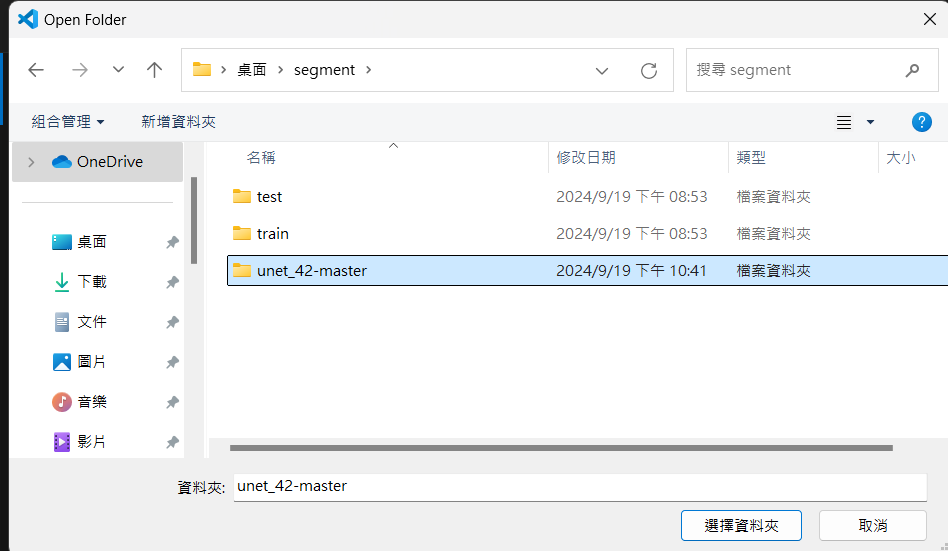 Open Folder
桌面 segment
搜尋 segment
組合管理 新增資料夾
OneDrive
桌面
下載
文件
圖片
音樂
影片
名稱 修改日期 類型 大小
test 2024/9/19 下午 08:53 檔案資料夾
train 2024/9/19 下午 08:53 檔案資料夾
unet_42-master 2024/9/19 下午 10:41 檔案資料夾
資料夾: unet_42-master
選擇資料夾 取消